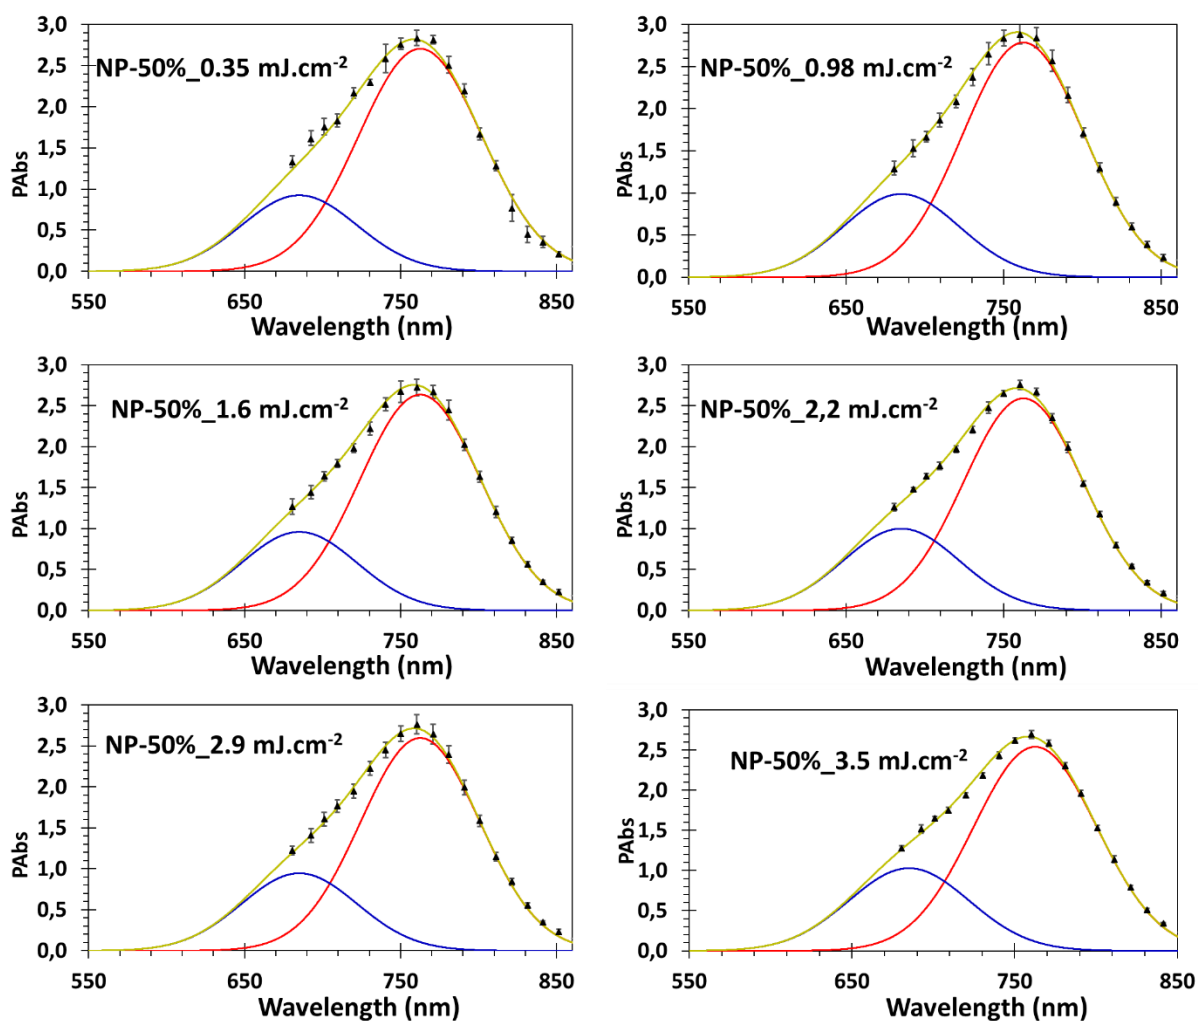 3,0
2,5
2,0
1,5
1,0
0,5
0,0
PAbs
NP-50%_0.35 mJ.cm-2
550 650 750 850
Wavelength (nm)
3,0
2,5
2,0
1,5
1,0
0,5
0,0
PAbs
NP-50%_0.98 mJ.cm-2
550 650 750 850
Wavelength (nm)
3,0
2,5
2,0
1,5
1,0
0,5
0,0
PAbs
NP-50%_1.6 mJ.cm-2
550 650 750 850
Wavelength (nm)
3,0
2,5
2,0
1,5
1,0
0,5
0,0
PAbs
NP-50%_2,2 mJ.cm-2
550 650 750 850
Wavelength (nm)
3,0
2,5
2,0
1,5
1,0
0,5
0,0
PAbs
NP-50%_2.9 mJ.cm-2
550 650 750 850
Wavelength (nm)
3,0
2,5
2,0
1,5
1,0
0,5
0,0
PAbs
NP-50%_3.5 mJ.cm-2
550 650 750 850
Wavelength (nm)